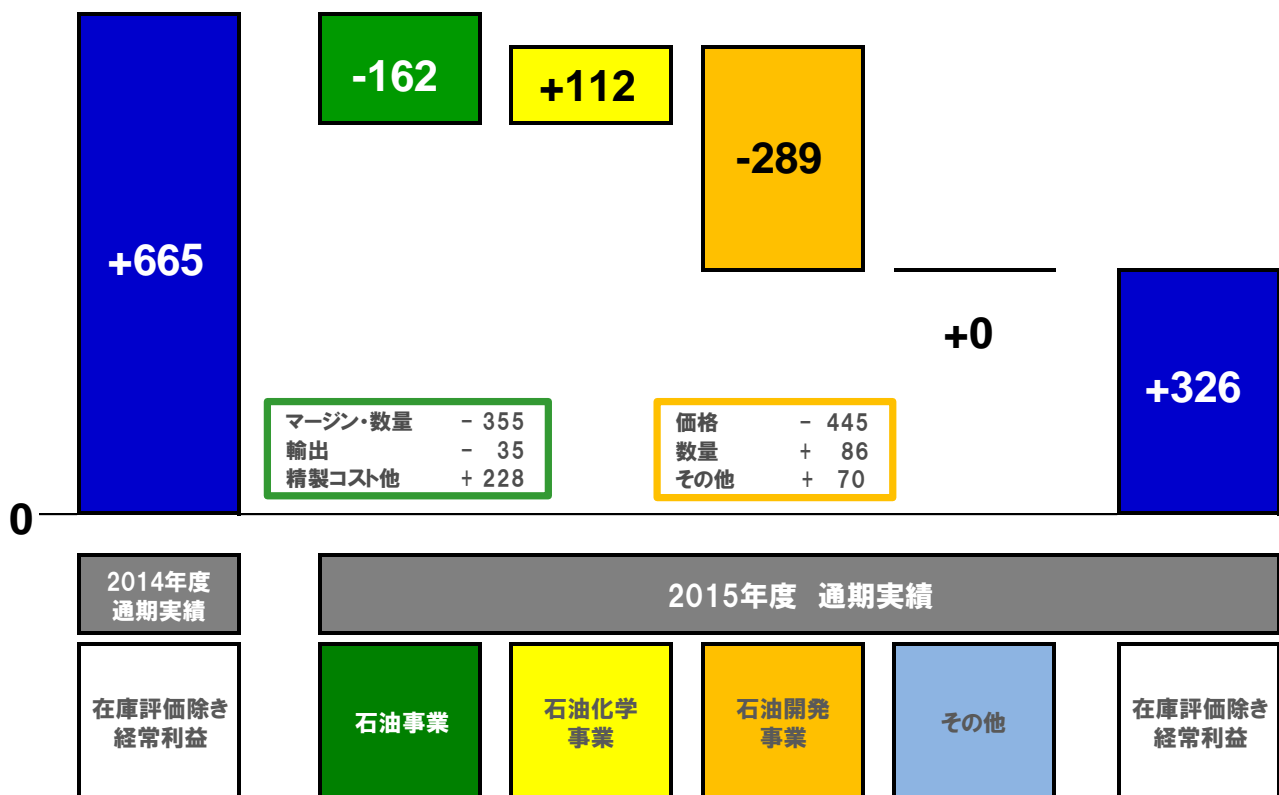 -162
+112
-289
+665
+0
+326
マージン・数量 - 355
輸出 - 35
精製コスト他 + 228
価格 - 445
数量 + 86
その他 + 70
0
2014年度
通期実績
2015年度 通期実績
在庫評価除き
経常利益
石油事業
石油化学
事業
石油開発
事業
その他
在庫評価除き
経常利益